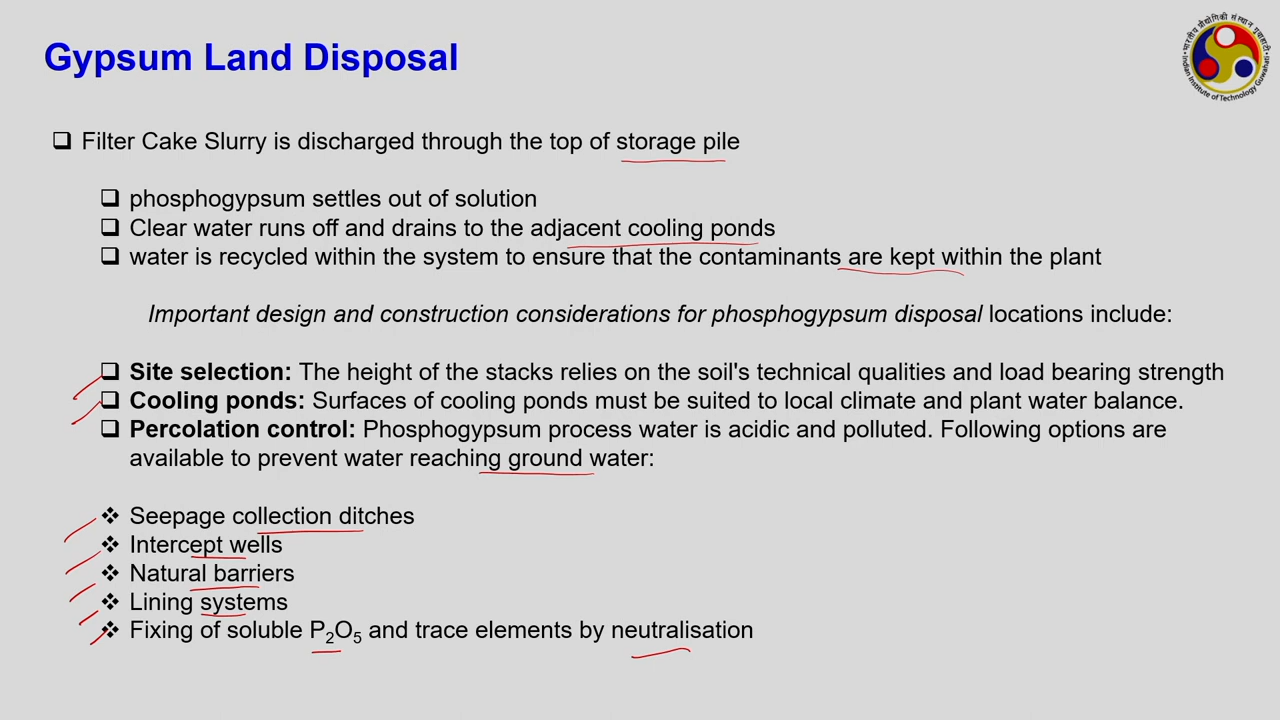 Gypsum Land Disposal
भारतीय प्रौद्योगिकी संस्थान गुवाहाटी
Indian Institute of Technology Guwahati
❑ Filter Cake Slurry is discharged through the top of storage pile
❑ phosphogypsum settles out of solution
❑ Clear water runs off and drains to the adjacent cooling ponds
❑ water is recycled within the system to ensure that the contaminants are kept within the plant
Important design and construction considerations for phosphogypsum disposal locations include:
❑ Site selection: The height of the stacks relies on the soil's technical qualities and load bearing strength
❑ Cooling ponds: Surfaces of cooling ponds must be suited to local climate and plant water balance.
❑ Percolation control: Phosphogypsum process water is acidic and polluted. Following options are
available to prevent water reaching ground water:
❖ Seepage collection ditches
❖ Intercept wells
❖ Natural barriers
❖ Lining systems
❖ Fixing of soluble P₂O₅ and trace elements by neutralisation